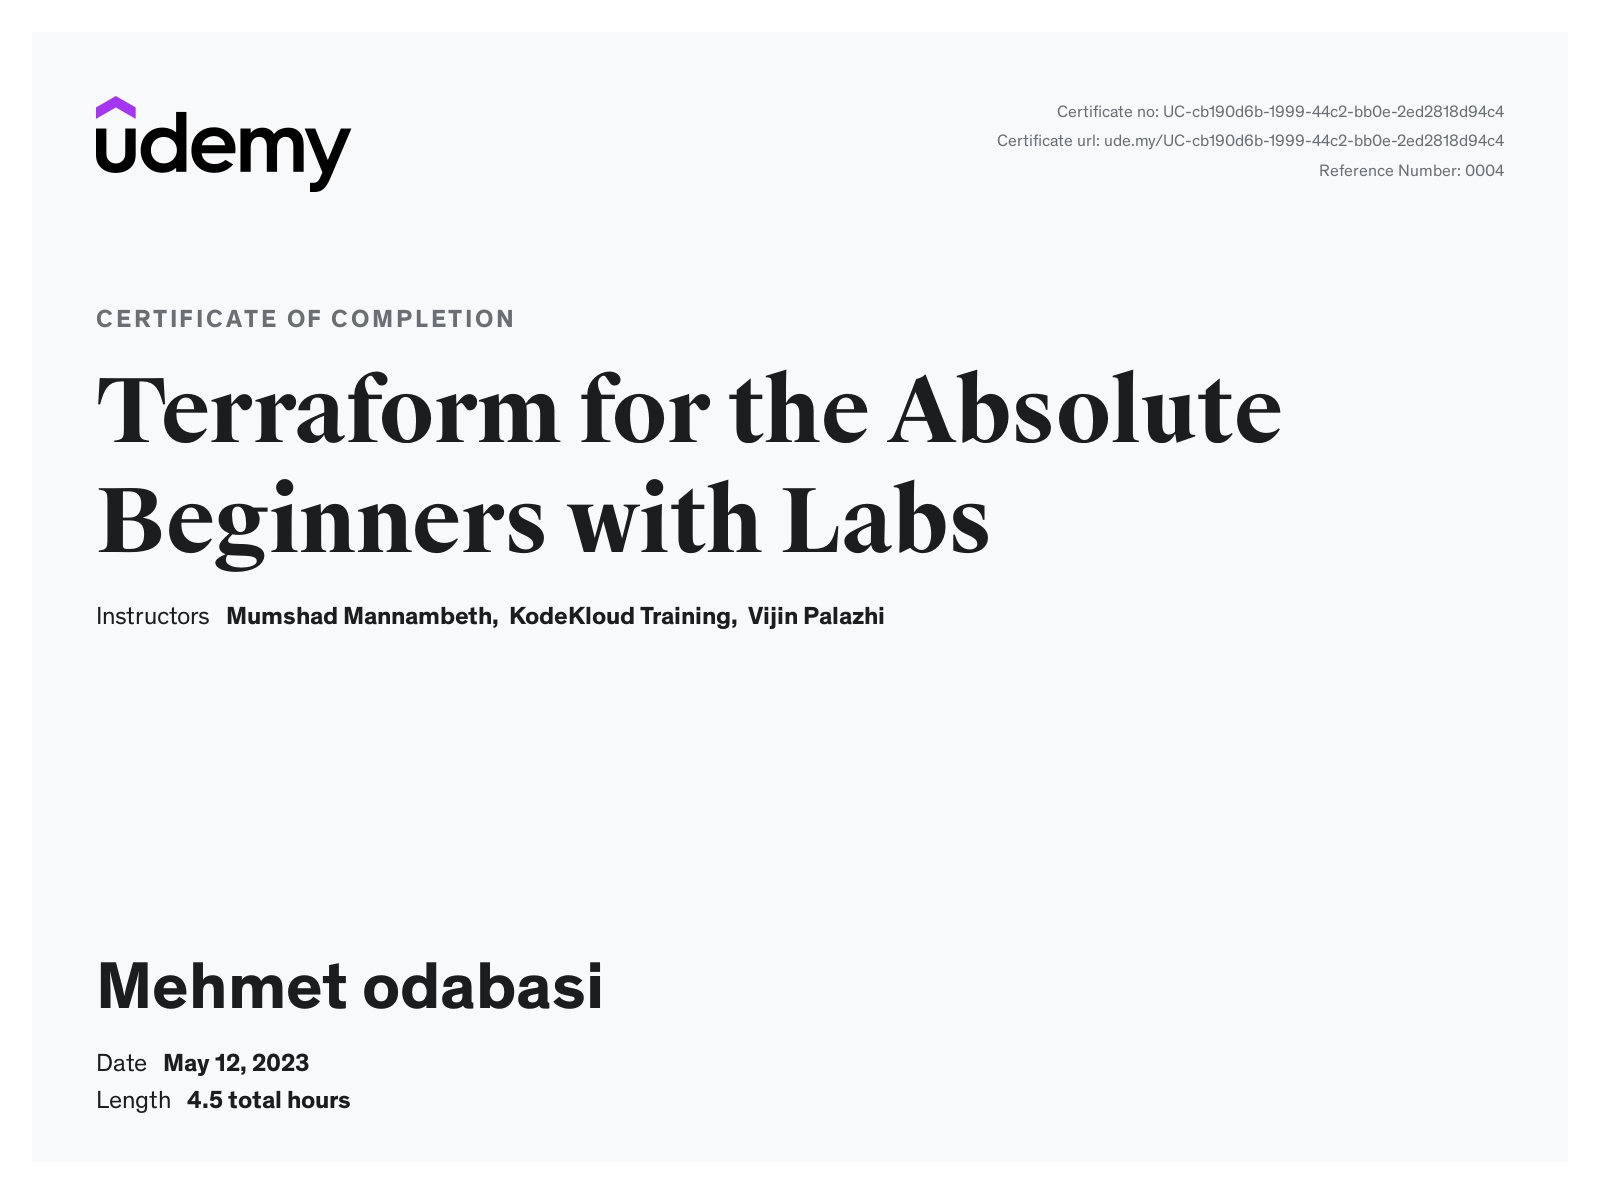 udemy
Certificate no: UC-cb190d6b-1999-44c2-bb0e-2ed2818d94c4
Certificate url: ude.my/UC-cb190d6b-1999-44c2-bb0e-2ed2818d94c4
Reference Number: 0004
CERTIFICATE OF COMPLETION
Terraform for the Absolute
Beginners with Labs
Instructors Mumshad Mannambeth, KodeKloud Training, Vijin Palazhi
Mehmet odabasi
Date May 12, 2023
Length 4.5 total hours